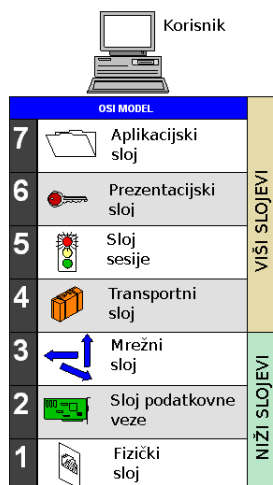 Korisnik
OSI MODEL
7 Aplikacijski
sloj
6 Prezentacijski
sloj
5 Sloj
sesije
4 Transportni
sloj
3 Mrežni
sloj
2 Sloj podatkovne
veze
1 Fizički
sloj
VIŠI SLOJEVI
NIŽI SLOJEVI